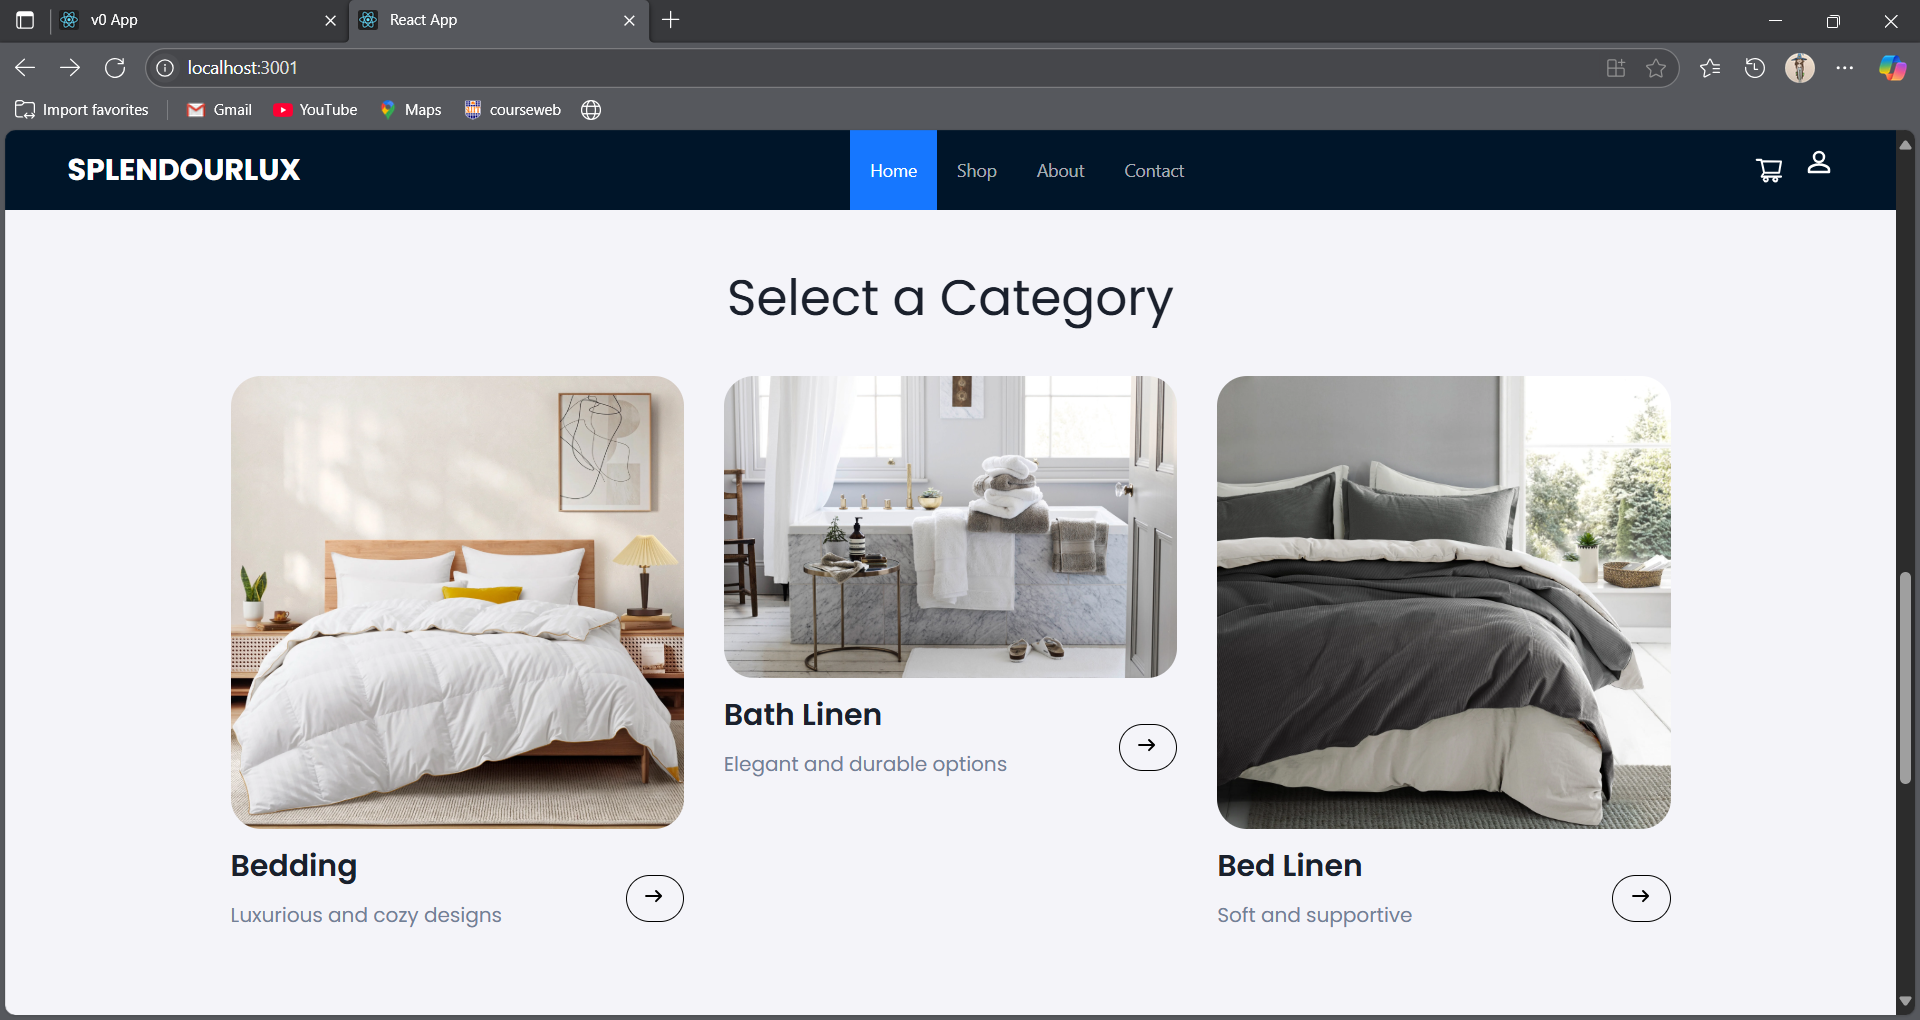 v0 App
React App
localhost:3001
Import favorites
Gmail
YouTube
Maps
courseweb
SPLENDOURLUX
Home
Shop
About
Contact
Select a Category
Bedding
Luxurious and cozy designs
Bath Linen
Elegant and durable options
Bed Linen
Soft and supportive